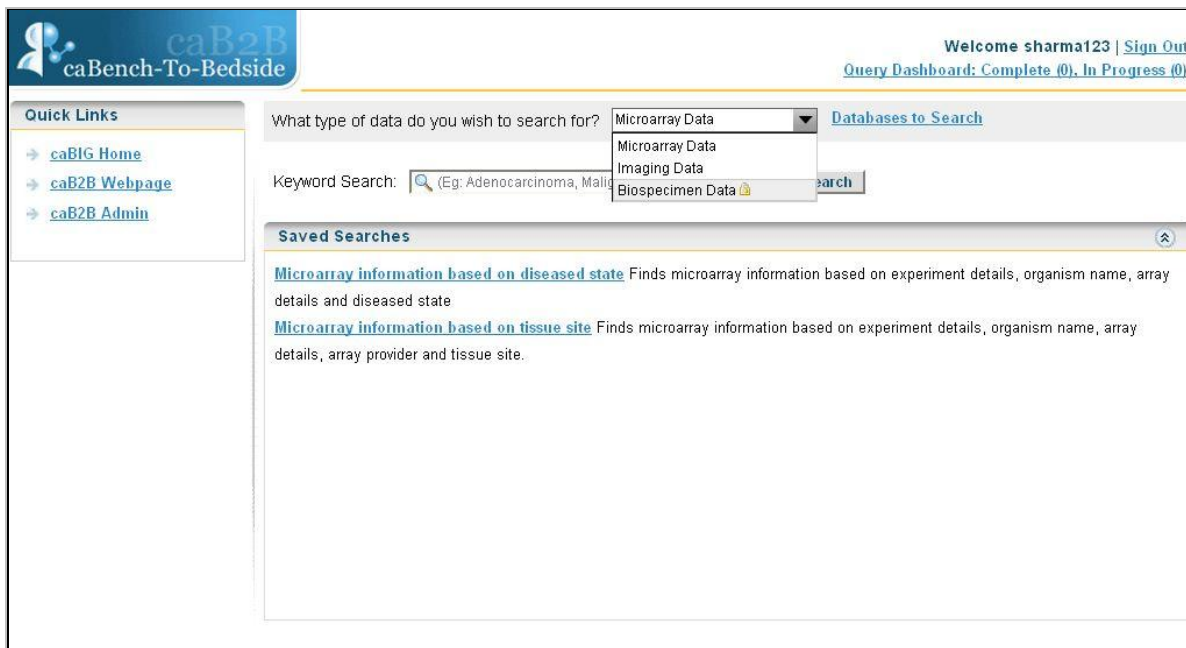 caB2B
caBench-To-Bedside
Welcome sharma123 | Sign Out
Query Dashboard: Complete (0), In Progress (0)
Quick Links
caBIG Home
caB2B Webpage
caB2B Admin
What type of data do you wish to search for? Microarray Data Databases to Search
Microarray Data
Imaging Data
Biospecimen Data
Keyword Search: (Eg: Adenocarcinoma, Malig earch
Saved Searches
Microarray information based on diseased state Finds microarray information based on experiment details, organism name, array
details and diseased state
Microarray information based on tissue site Finds microarray information based on experiment details, organism name, array
details, array provider and tissue site.